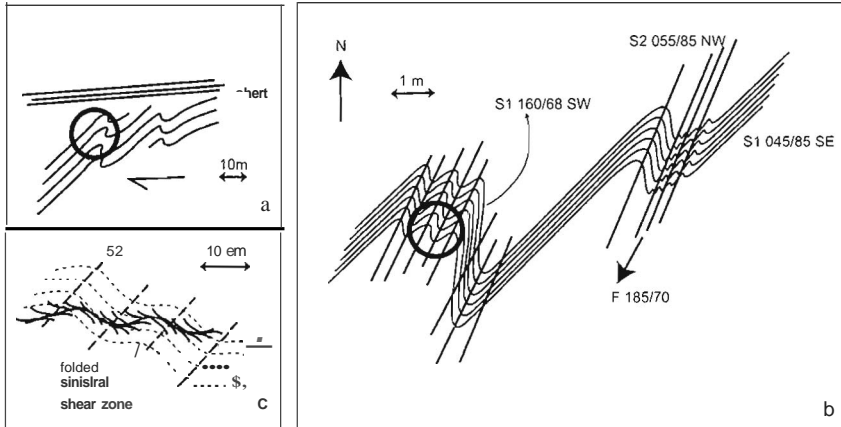 10m
a
52
10 em
folded
sinislral
shear zone
$,
C
N
1 m
S1 160/68 SW
S2 055/85 NW
S1 045/85 SE
F 185/70
b